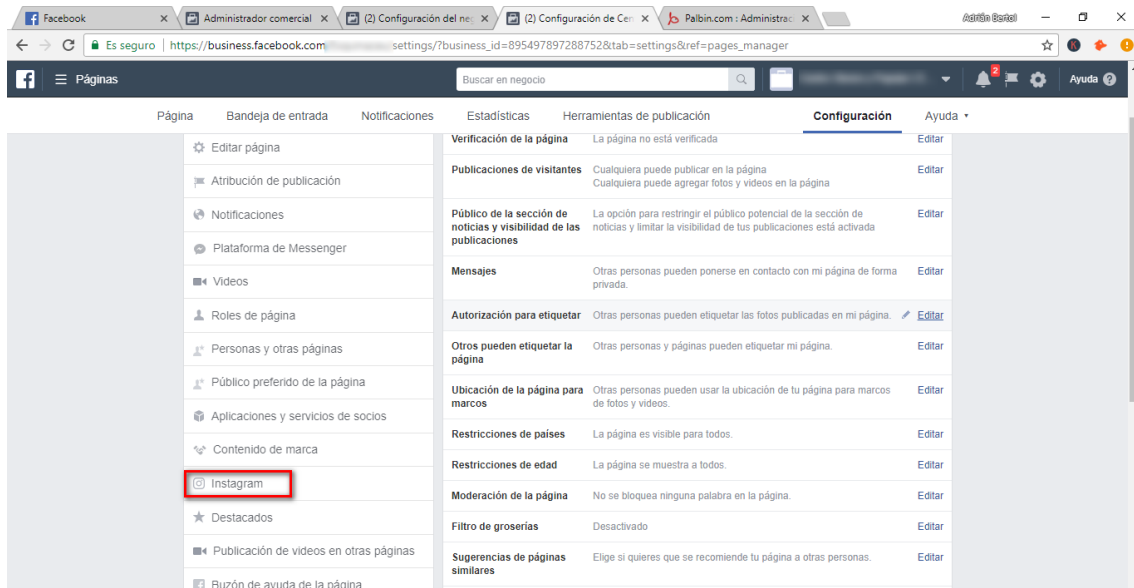 Facebook
Administrador comercial
(2) Configuración del neg
(2) Configuración de Cen
Palbin.com : Administrac
Adrián Bertol
Es seguro
https://business.facebook.com
settings/?business_id=895497897288752&tab=settings&ref=pages_manager
Páginas
Buscar en negocio
2
Ayuda
Página
Bandeja de entrada
Notificaciones
Estadísticas
Herramientas de publicación
Configuración
Ayuda
Editar página
Atribución de publicación
Notificaciones
Plataforma de Messenger
Videos
Roles de página
Personas y otras páginas
Público preferido de la página
Aplicaciones y servicios de socios
Contenido de marca
Instagram
Destacados
Publicación de videos en otras páginas
Buzón de ayuda de la página
Verificación de la página
La página no está verificada
Editar
Publicaciones de visitantes
Cualquiera puede publicar en la página
Cualquiera puede agregar fotos y videos en la página
Editar
Público de la sección de
noticias y visibilidad de las
publicaciones
La opción para restringir el público potencial de la sección de
noticias y limitar la visibilidad de tus publicaciones está activada
Editar
Mensajes
Otras personas pueden ponerse en contacto con mi página de forma
privada.
Editar
Autorización para etiquetar
Otras personas pueden etiquetar las fotos publicadas en mi página.
Editar
Otros pueden etiquetar la
página
Otras personas y páginas pueden etiquetar mi página.
Editar
Ubicación de la página para
marcos
Otras personas pueden usar la ubicación de tu página para marcos
de fotos y videos.
Editar
Restricciones de países
La página es visible para todos.
Editar
Restricciones de edad
La página se muestra a todos.
Editar
Moderación de la página
No se bloquea ninguna palabra en la página.
Editar
Filtro de groserías
Desactivado
Editar
Sugerencias de páginas
similares
Elige si quieres que se recomiende tu página a otras personas.
Editar